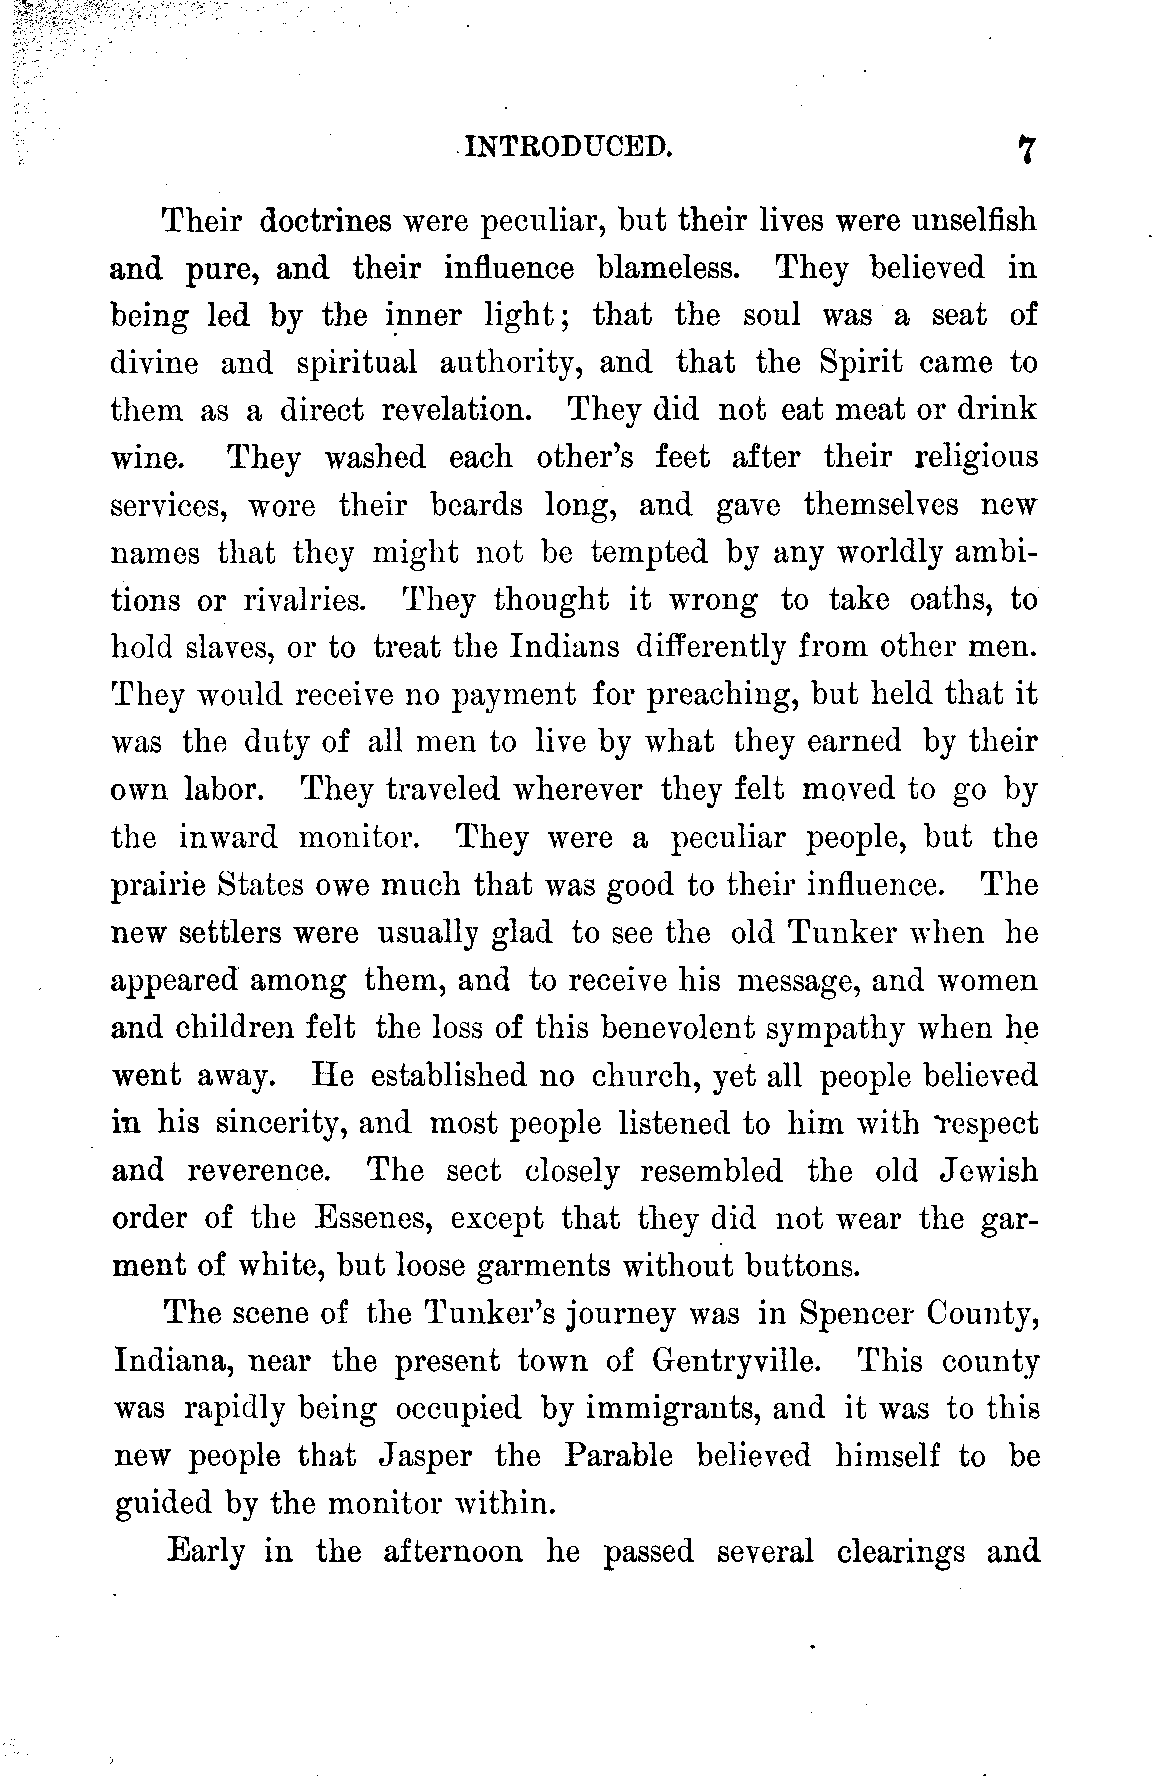 INTRODUCED. 7
Their doctrines were peculiar, but their lives were unselfish
and pure, and their influence blameless. They believed in
being led by the inner light; that the soul was a seat of
divine and spiritual authority, and that the Spirit came to
them as a direct revelation. They did not eat meat or drink
wine. They washed each other's feet after their religious
services, wore their beards long, and gave themselves new
names that they might not be tempted by any worldly ambi-
tions or rivalries. They thought it wrong to take oaths, to
hold slaves, or to treat the Indians differently from other men.
They would receive no payment for preaching, but held that it
was the duty of all men to live by what they earned by their
own labor. They traveled wherever they felt moved to go by
the inward monitor. They were a peculiar people, but the
prairie States owe much that was good to their influence. The
new settlers were usually glad to see the old Tunker when he
appeared among them, and to receive his message, and women
and children felt the loss of this benevolent sympathy when he
went away. He established no church, yet all people believed
in his sincerity, and most people listened to him with respect
and reverence. The sect closely resembled the old Jewish
order of the Essenes, except that they did not wear the gar-
ment of white, but loose garments without buttons.
The scene of the Tunker's journey was in Spencer County,
Indiana, near the present town of Gentryville. This county
was rapidly being occupied by immigrants, and it was to this
new people that Jasper the Parable believed himself to be
guided by the monitor within.
Early in the afternoon he passed several clearings and